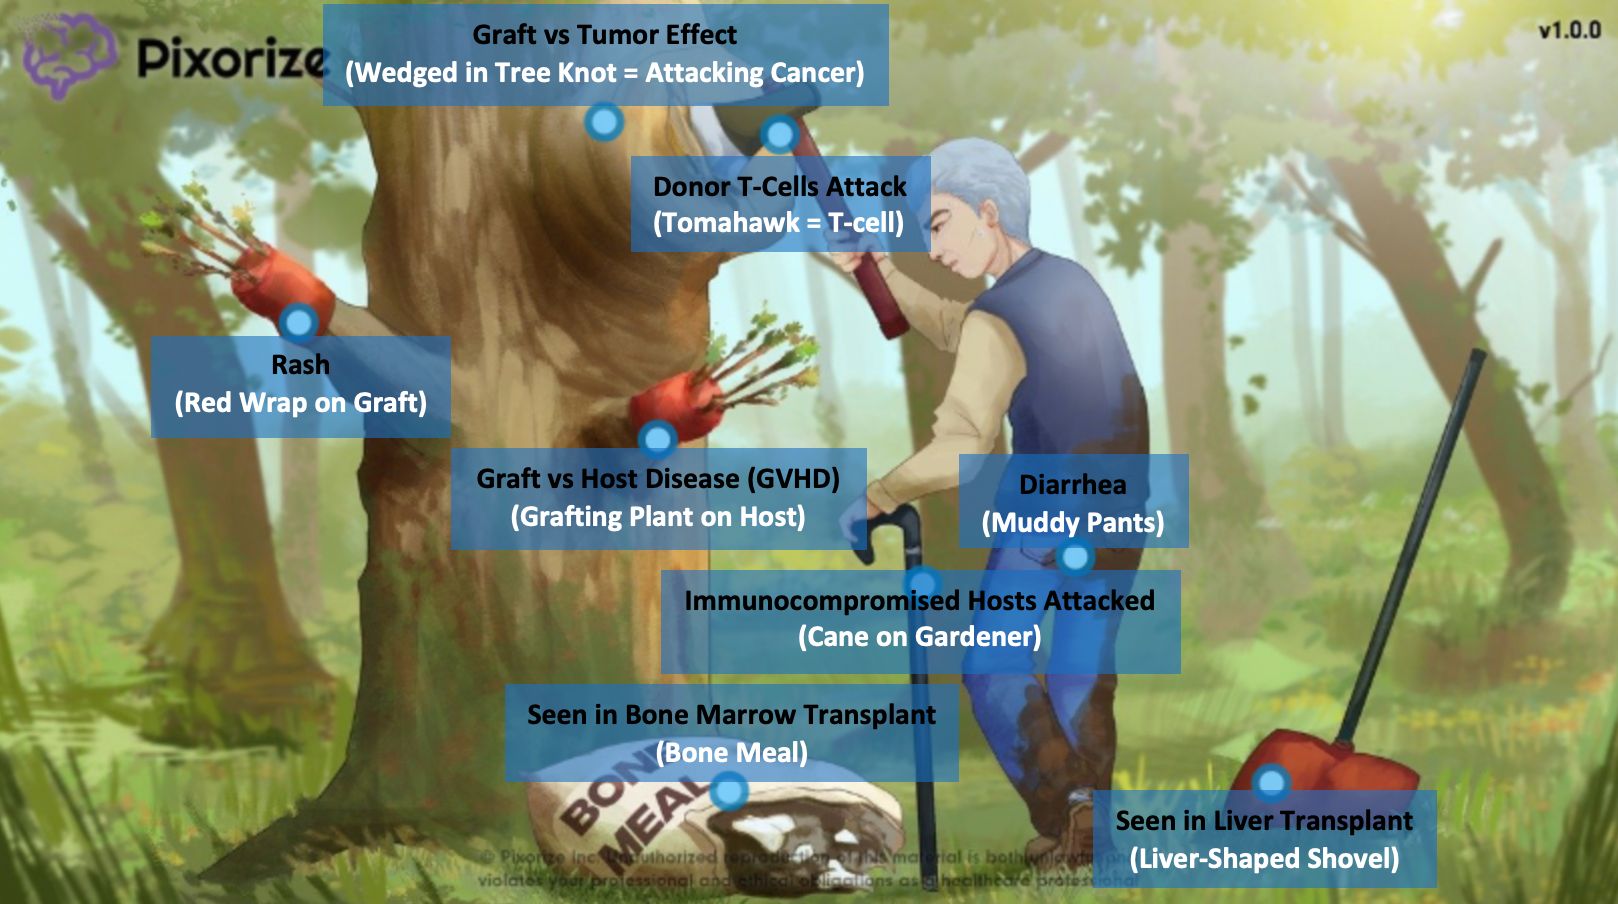 Pixorize
v1.0.0
Graft vs Tumor Effect
(Wedged in Tree Knot = Attacking Cancer)
Donor T-Cells Attack
(Tomahawk = T-cell)
Rash
(Red Wrap on Graft)
Graft vs Host Disease (GVHD)
(Grafting Plant on Host)
Diarrhea
(Muddy Pants)
Immunocompromised Hosts Attacked
(Cane on Gardener)
Seen in Bone Marrow Transplant
(Bone Meal)
BONE
MEAL
Seen in Liver Transplant
(Liver-Shaped Shovel)
© Pixorize Inc. Unauthorized reproduction of this material is both unlawful
violates your professional and ethical obligations as a healthcare professional